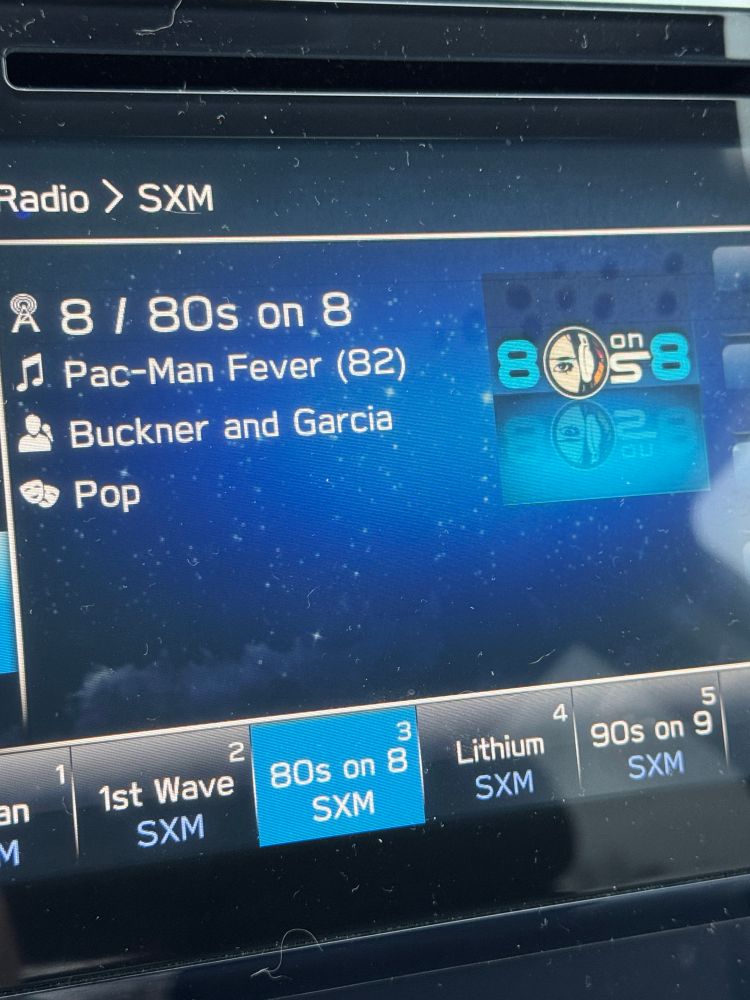 Radio > SXM
8 / 80s on 8
Pac-Man Fever (82)
Buckner and Garcia
Pop
80s on 8
1
an
M
2
1st Wave
SXM
3
80s on 8
SXM
4
Lithium
SXM
5
90s on 9
SXM